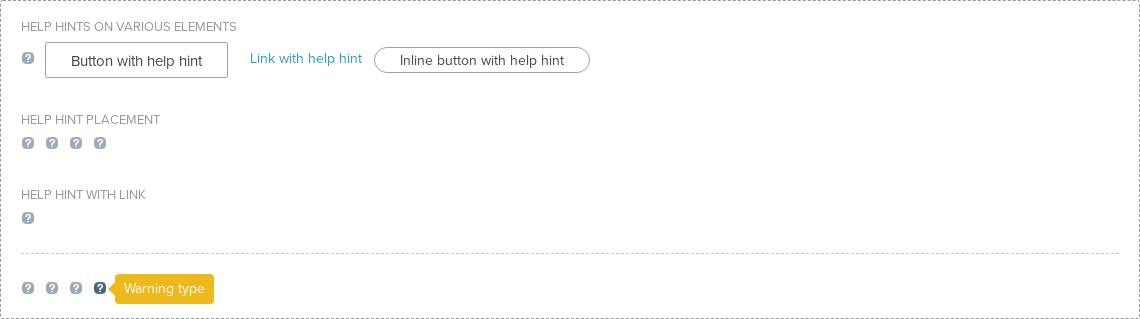 HELP HINTS ON VARIOUS ELEMENTS
? Button with help hint Link with help hint Inline button with help hint
HELP HINT PLACEMENT
? ? ? ?
HELP HINT WITH LINK
?
? ? ? ? Warning type